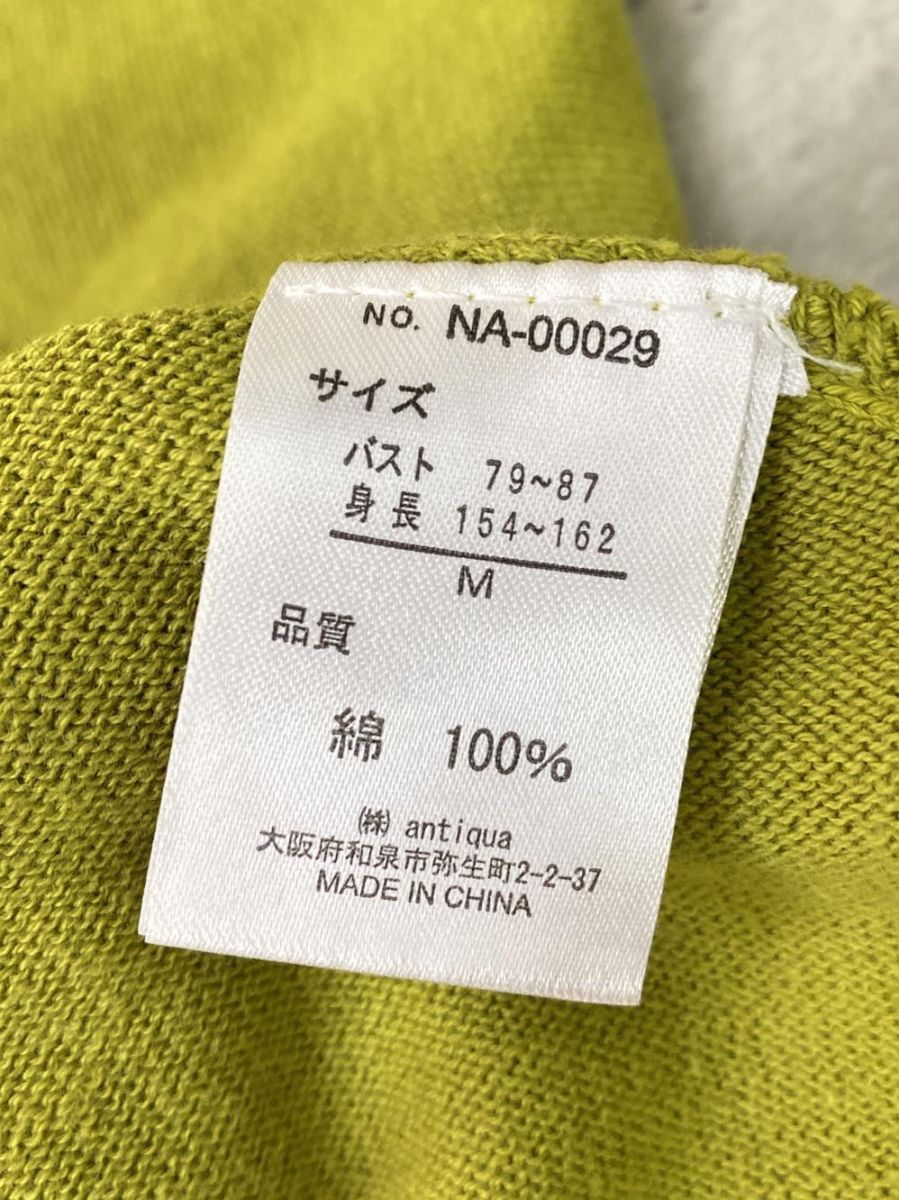 NO. NA-00029
サイズ
バスト 79~87
身長 154~162
M
品質
綿 100%
㈱ antiqua
大阪府和泉市弥生町2-2-37
MADE IN CHINA